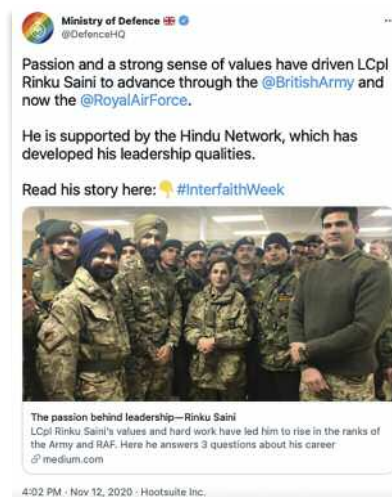 Ministry of Defence 🇬🇧
@DefenceHQ
Passion and a strong sense of values have driven LCpl
Rinku Saini to advance through the @BritishArmy and
now the @RoyalAirForce.
He is supported by the Hindu Network, which has
developed his leadership qualities.
Read his story here: 👇 #InterfaithWeek
The passion behind leadership—Rinku Saini
LCpl Rinku Saini's values and hard work have led him to rise in the ranks of
the Army and RAF. Here he answers 3 questions about his career
medium.com
4:02 PM · Nov 12, 2020 · Hootsuite Inc.